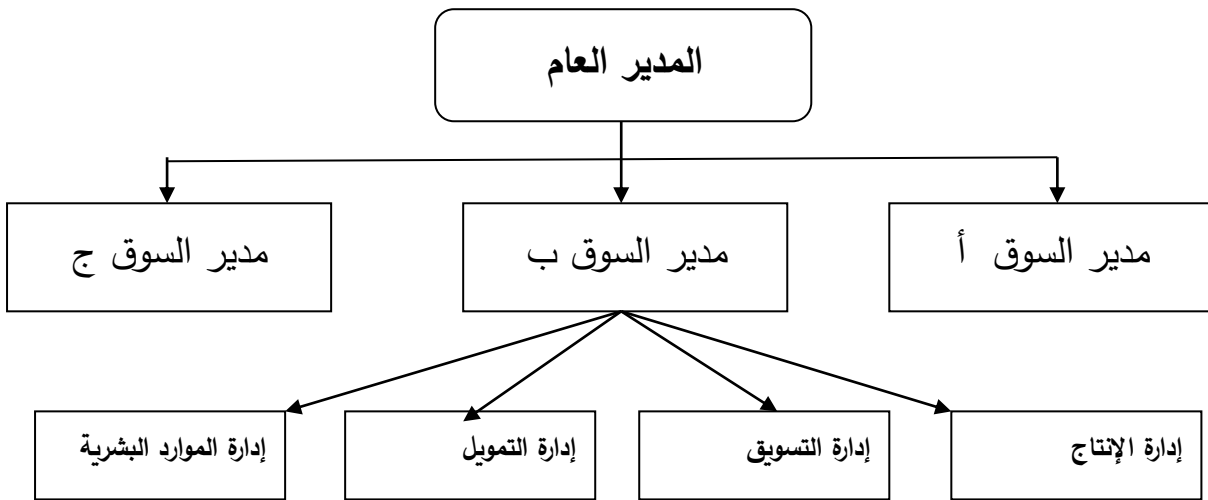 المدير العام
مدير السوق أ
مدير السوق ب
مدير السوق ج
إدارة الإنتاج
إدارة التسويق
إدارة التمويل
إدارة الموارد البشرية